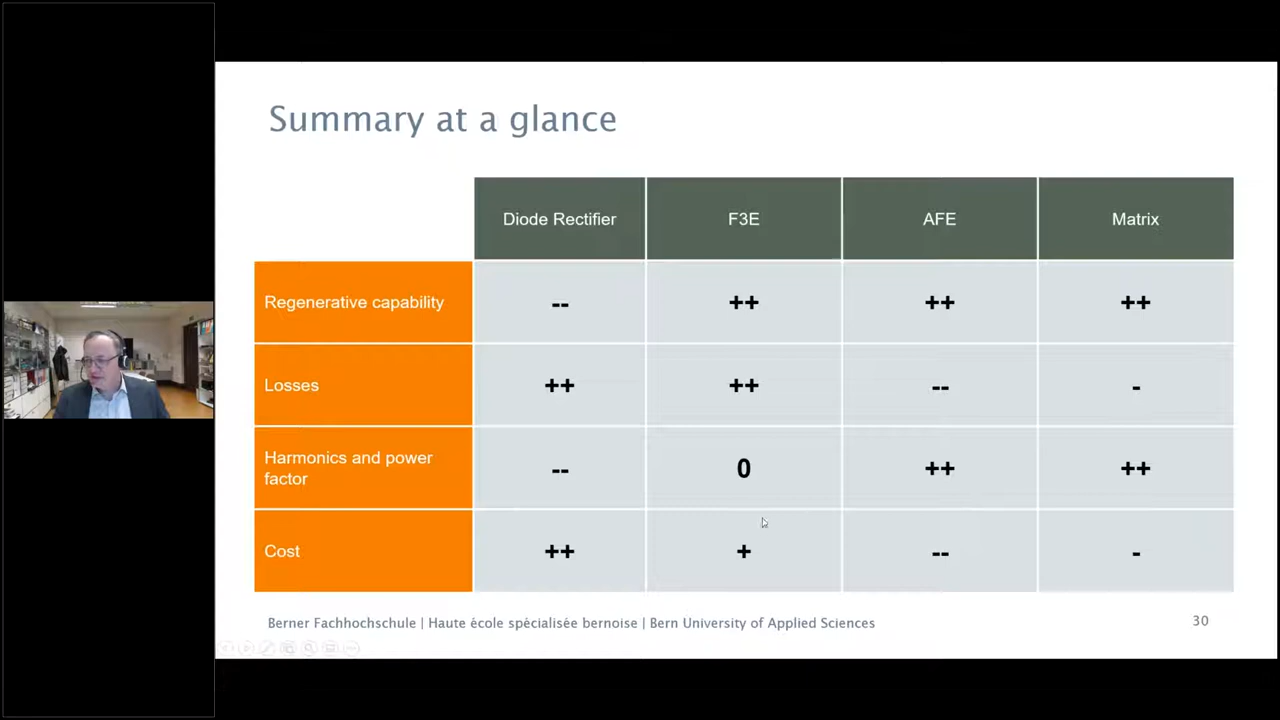 Summary at a glance
Diode Rectifier F3E AFE Matrix
Regenerative capability -- ++ ++ ++
Losses ++ ++ -- -
Harmonics and power
factor -- 0 ++ ++
Cost ++ + -- -
Berner Fachhochschule | Haute école spécialisée bernoise | Bern University of Applied Sciences
30